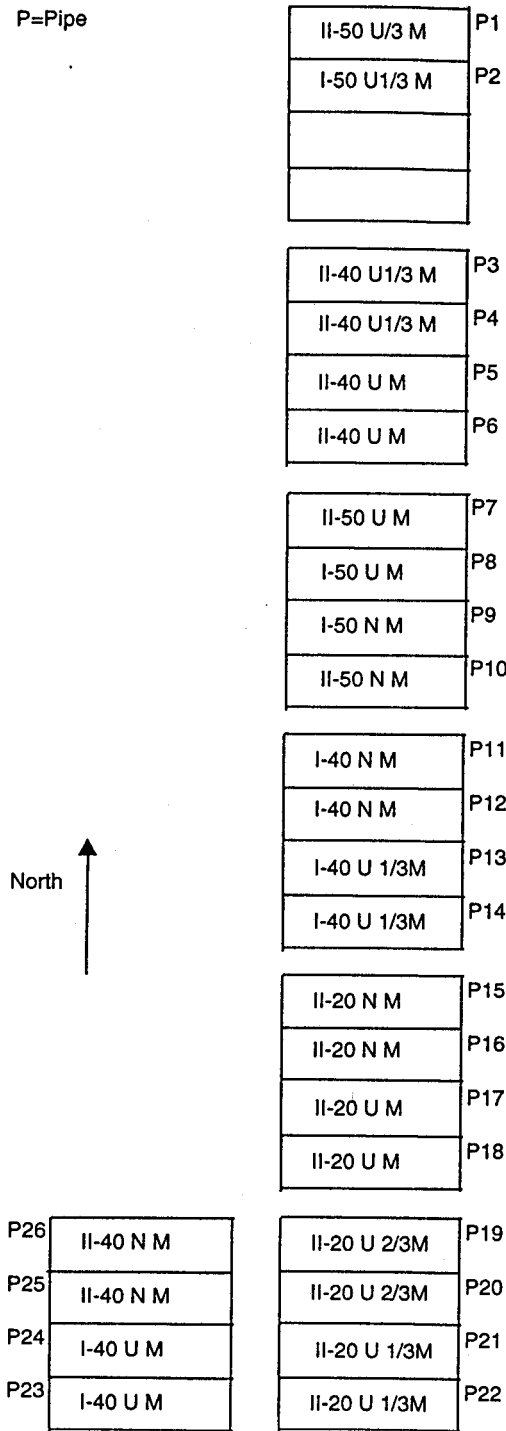 P=Pipe
II-50 U/3 M P1
I-50 U1/3 M P2
II-40 U1/3 M P3
II-40 U1/3 M P4
II-40 U M P5
II-40 U M P6
II-50 U M P7
I-50 U M P8
I-50 N M P9
II-50 N M P10
I-40 N M P11
I-40 N M P12
I-40 U 1/3M P13
North
I-40 U 1/3M P14
II-20 N M P15
II-20 N M P16
II-20 U M P17
II-20 U M P18
P26 II-40 N M II-20 U 2/3M P19
P25 II-40 N M II-20 U 2/3M P20
P24 I-40 U M II-20 U 1/3M P21
P23 I-40 U M II-20 U 1/3M P22